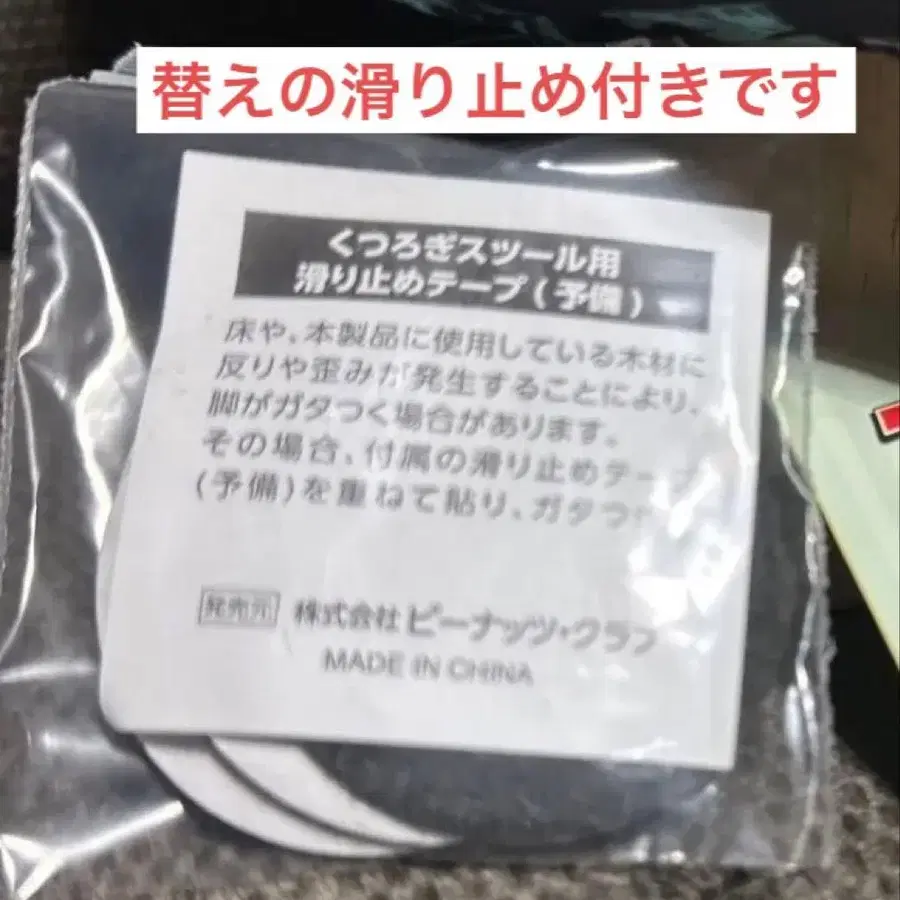 替えの滑り止め付きです
くつろぎスツール用
滑り止めテープ(予備)
床や、本製品に使用している木材に
反りや歪みが発生することにより、
脚がガタつく場合があります。
その場合、付属の滑り止めテープ
(予備)を重ねて貼り、ガタつ
発売元 株式会社 ピーナッツ・クラブ
MADE IN CHINA